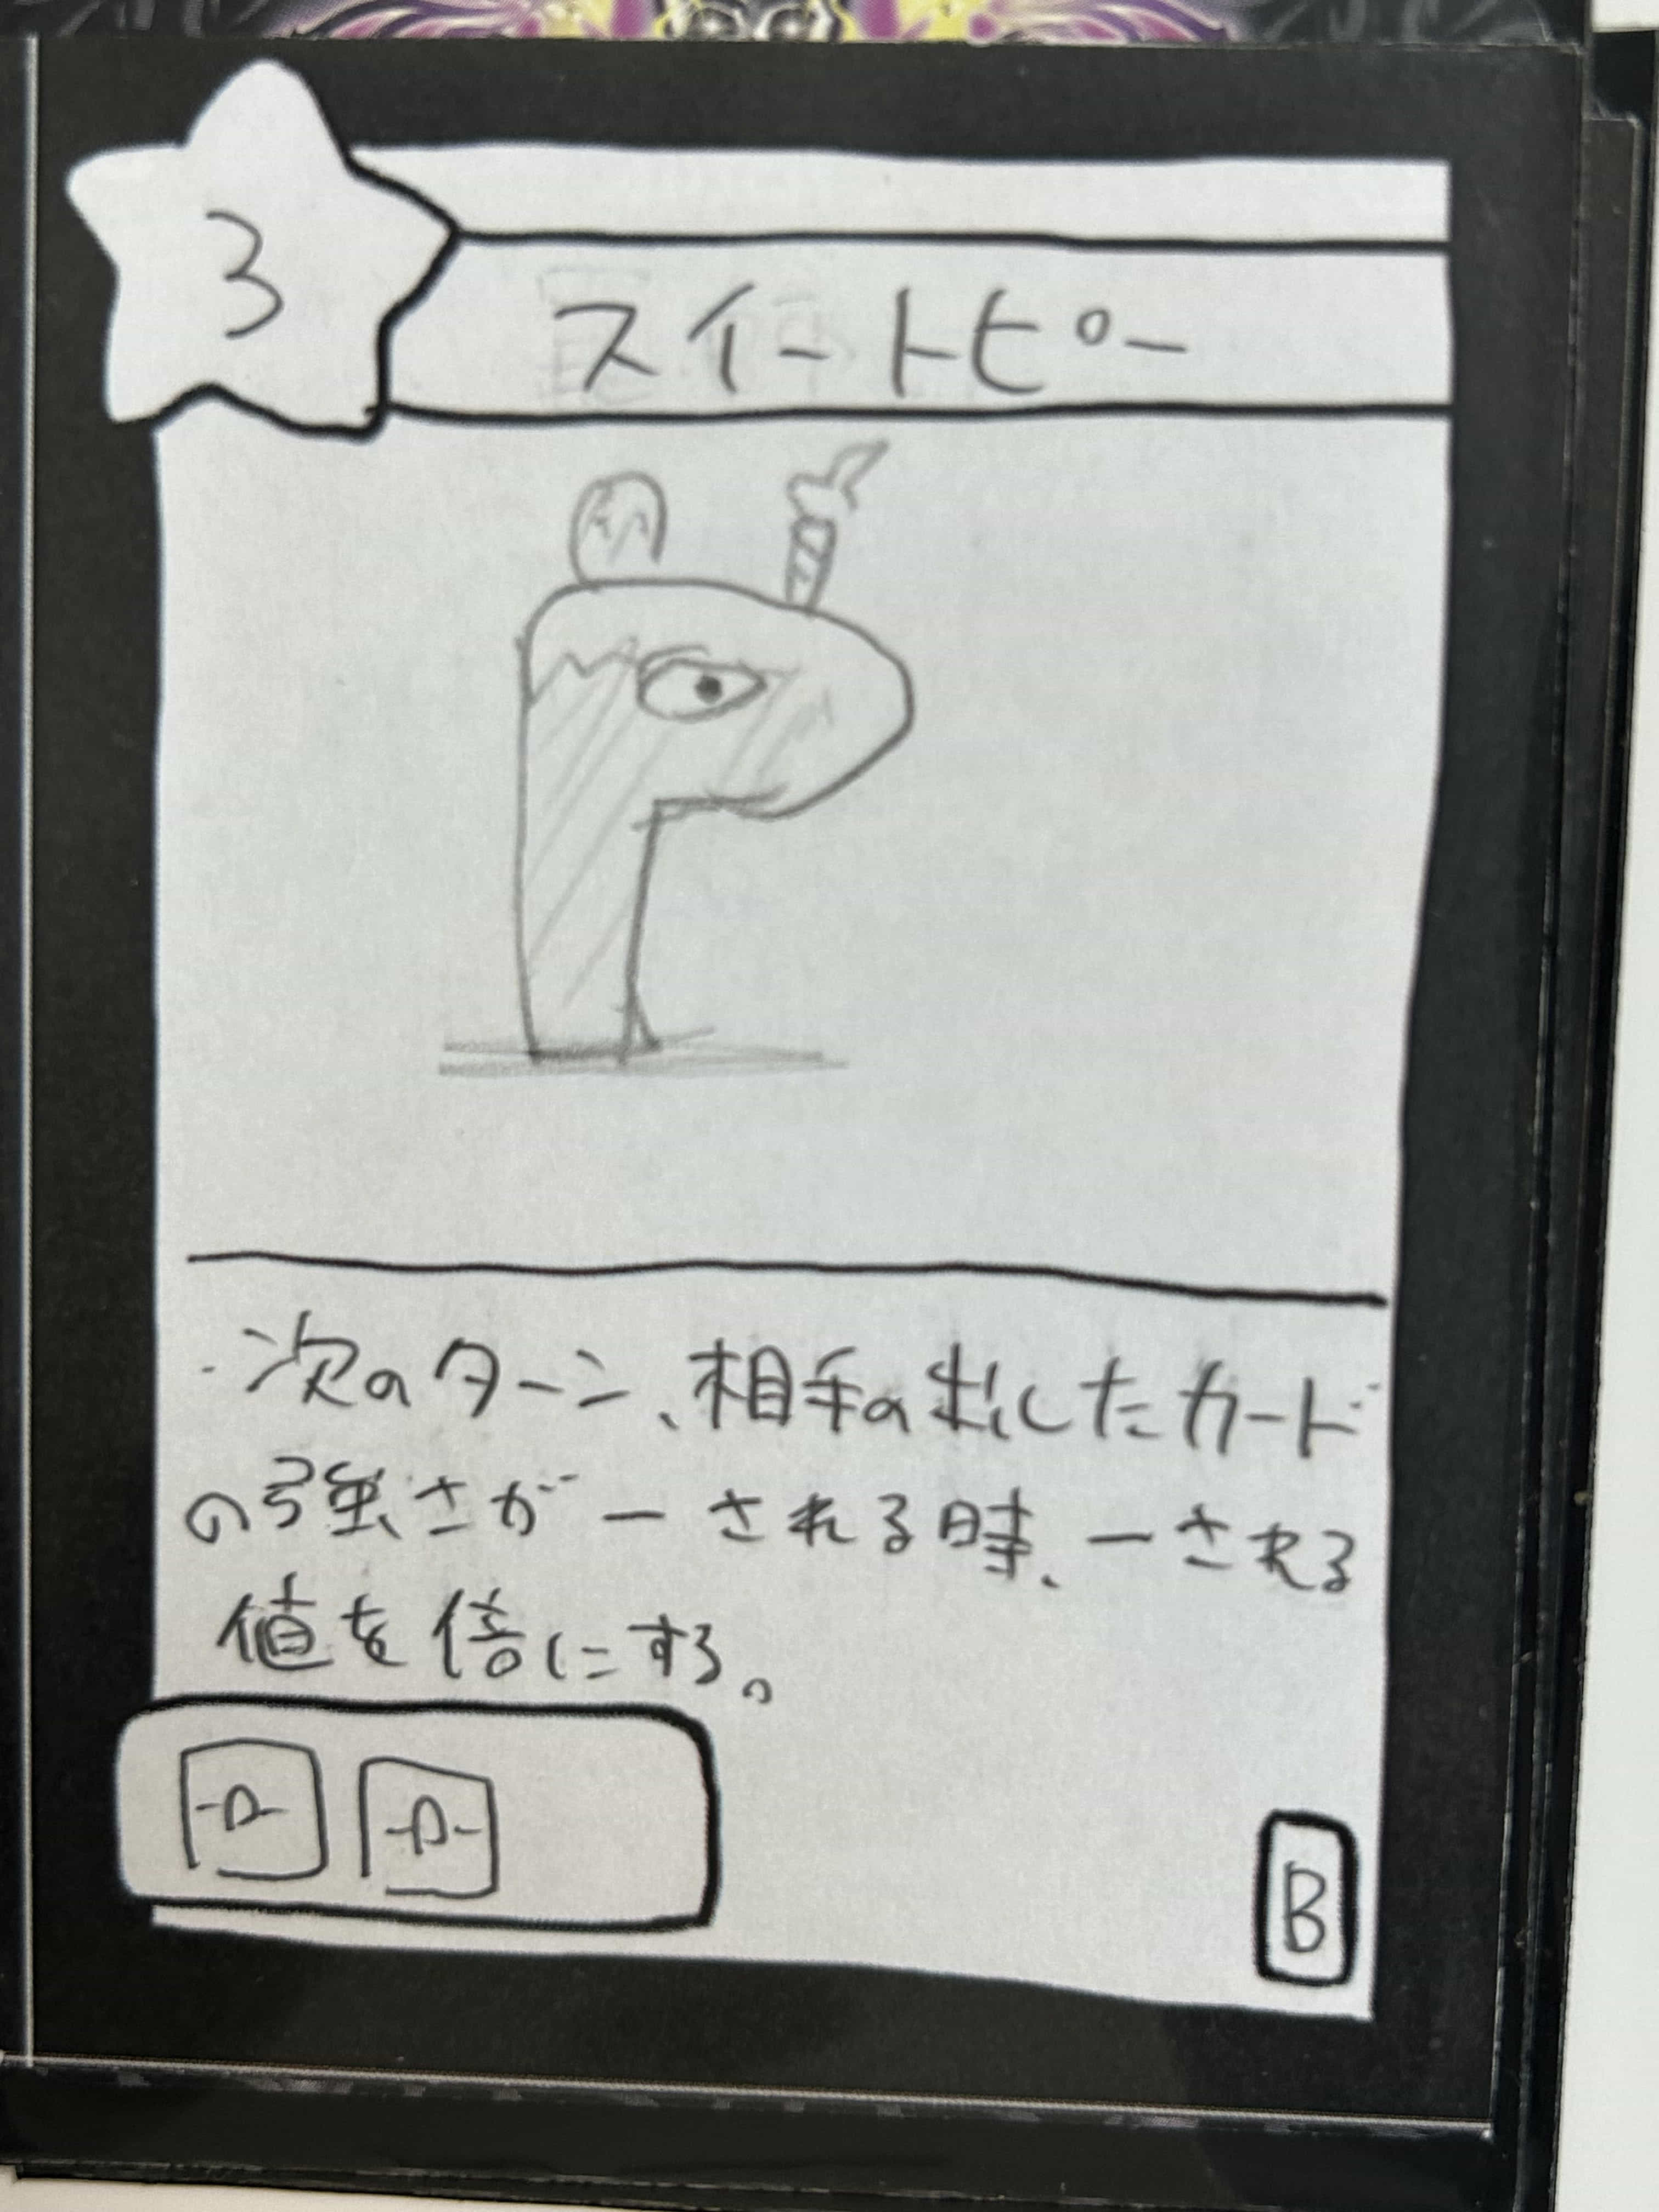 3
スイートピー
・次のターン、相手の出したカード
の強さがーされる時、ーされる
値を倍にする。
B